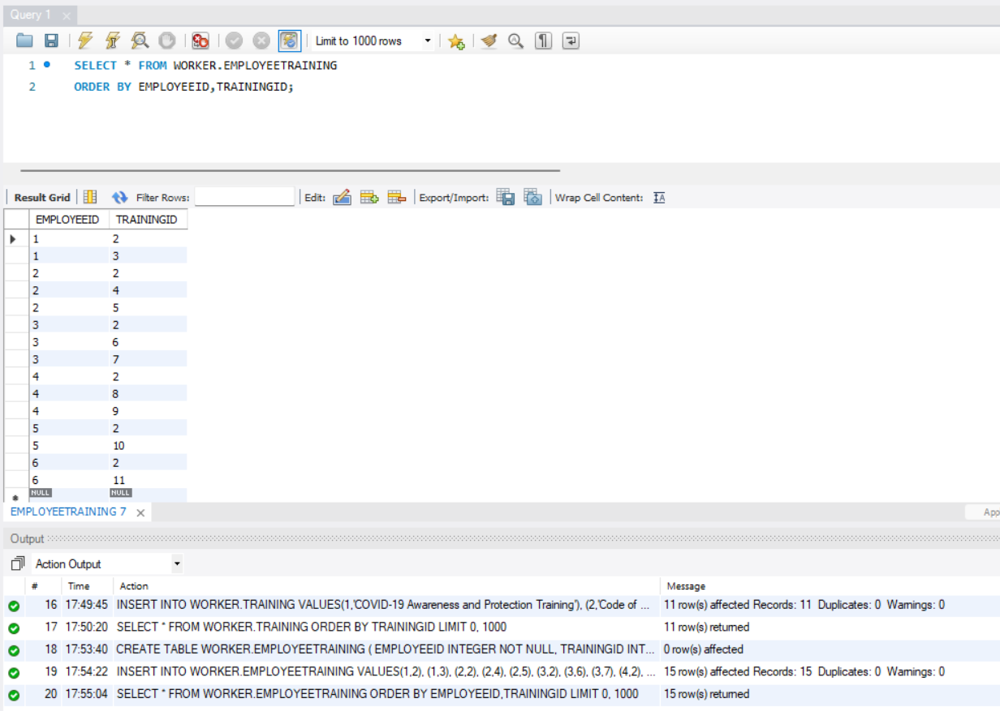 Query 1
Limit to 1000 rows
1 SELECT * FROM WORKER.EMPLOYEETRAINING
2 ORDER BY EMPLOYEEID,TRAININGID;
Result Grid Filter Rows: Edit: Export/Import: Wrap Cell Content:
EMPLOYEEID TRAININGID
1 2
1 3
2 2
2 4
2 5
3 2
3 6
3 7
4 2
4 8
4 9
5 2
5 10
6 2
6 11
NULL NULL
EMPLOYEETRAINING 7
App
Output
Action Output
# Time Action Message
16 17:49:45 INSERT INTO WORKER.TRAINING VALUES(1,'COVID-19 Awareness and Protection Training'), (2,'Code of ... 11 row(s) affected Records: 11 Duplicates: 0 Warnings: 0
17 17:50:20 SELECT * FROM WORKER.TRAINING ORDER BY TRAININGID LIMIT 0, 1000 11 row(s) returned
18 17:53:40 CREATE TABLE WORKER.EMPLOYEETRAINING ( EMPLOYEEID INTEGER NOT NULL, TRAININGID INT... 0 row(s) affected
19 17:54:22 INSERT INTO WORKER.EMPLOYEETRAINING VALUES(1,2), (1,3), (2,2), (2,4), (2,5), (3,2), (3,6), (3,7), (4,2), ... 15 row(s) affected Records: 15 Duplicates: 0 Warnings: 0
20 17:55:04 SELECT * FROM WORKER.EMPLOYEETRAINING ORDER BY EMPLOYEEID,TRAININGID LIMIT 0, 1000 15 row(s) returned